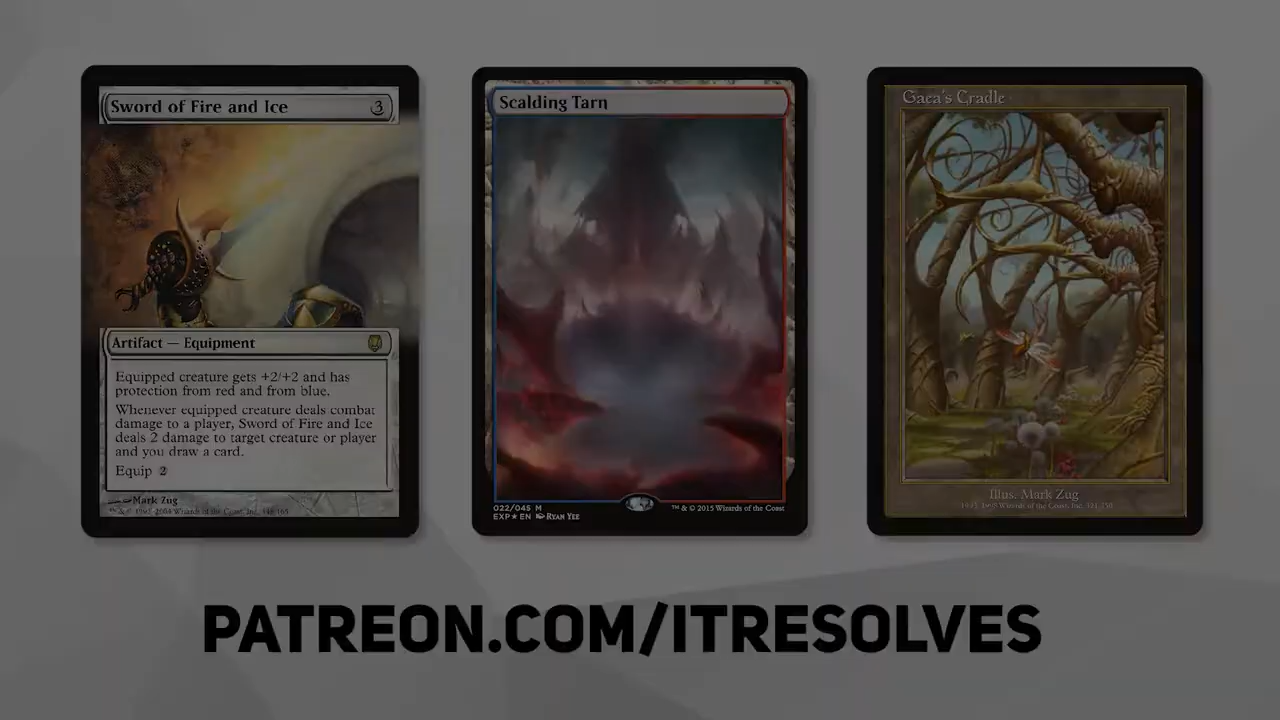 Sword of Fire and Ice 3
Artifact — Equipment
Equipped creature gets +2/+2 and has
protection from red and from blue.
Whenever equipped creature deals combat
damage to a player, Sword of Fire and Ice
deals 2 damage to target creature or player
and you draw a card.
Equip 2
Mark Zug
Scalding Tarn
022/045 M
EXP ★ EN Ryan Yee
™ & © 2015 Wizards of the Coast
Gaea's Cradle
Illus. Mark Zug
PATREON.COM/ITRESOLVES